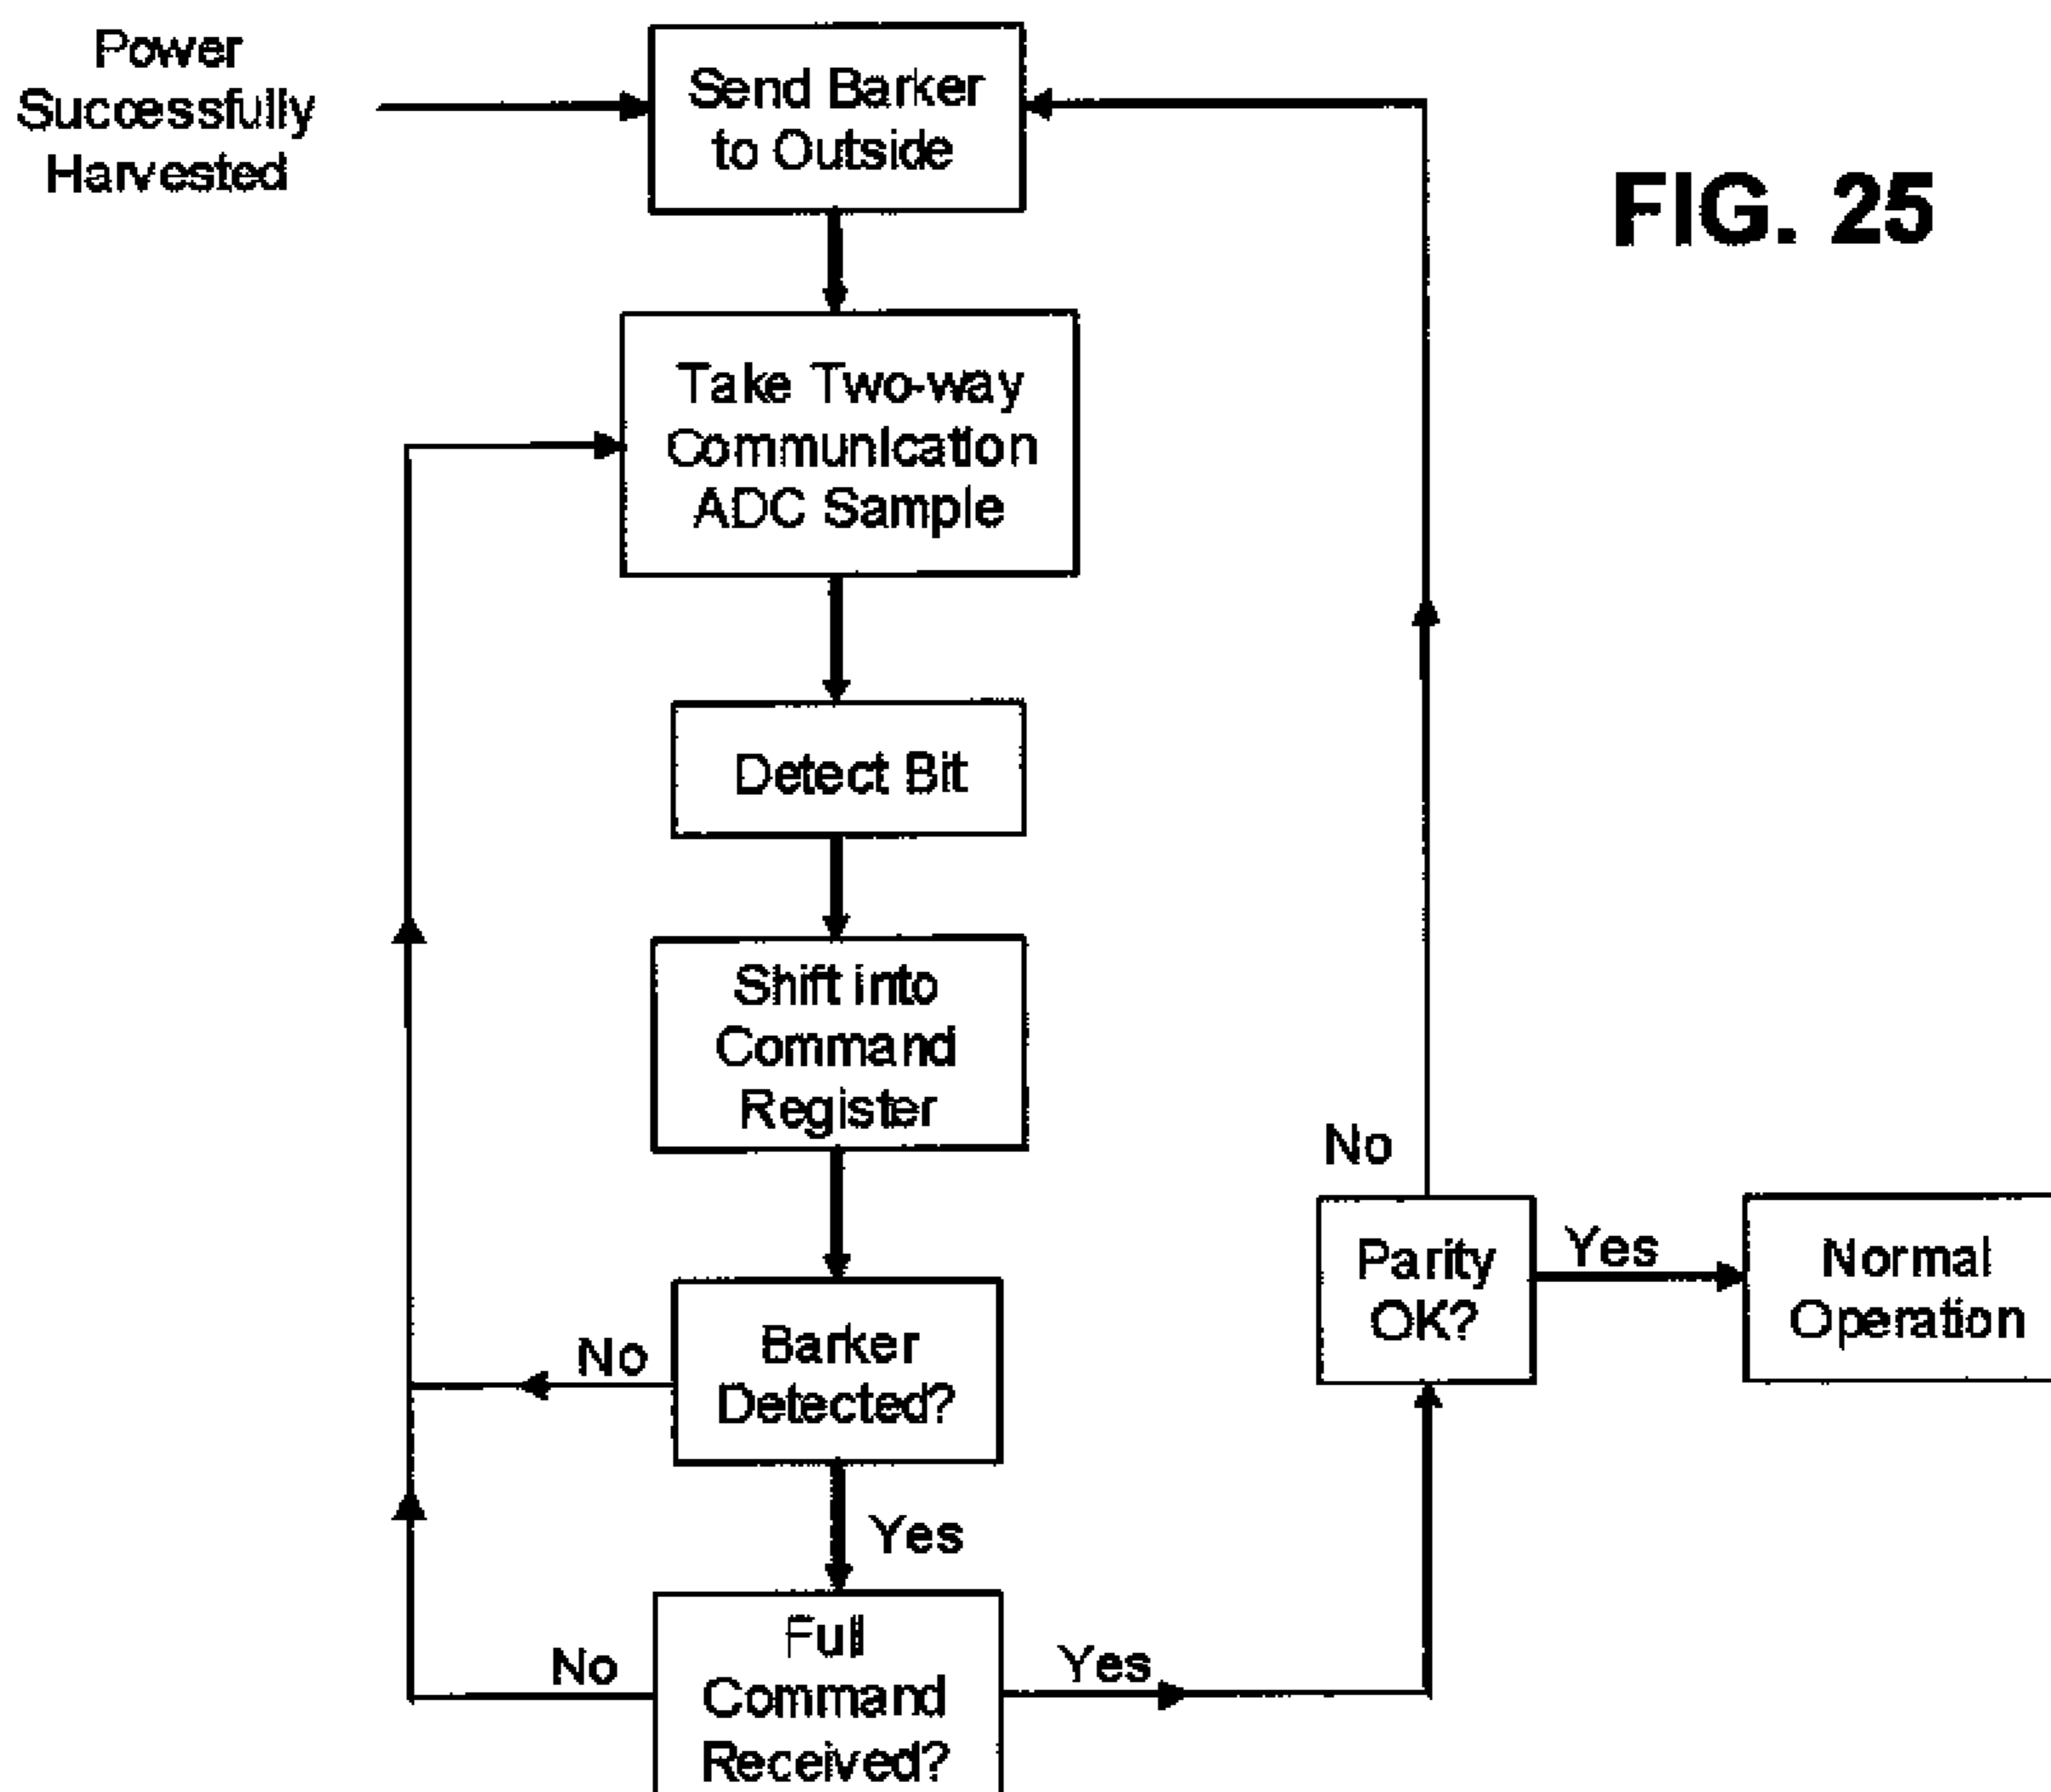 Power
Successfully
Harvested
Send Barker
to Outside
FIG. 25
Take Two-way
Communication
ADC Sample
Detect Bit
Shift into
Command
Register
No
Parity
OK?
Yes
Normal
Operation
Barker
Detected?
No
Yes
Full
Command
Received?
No
Yes